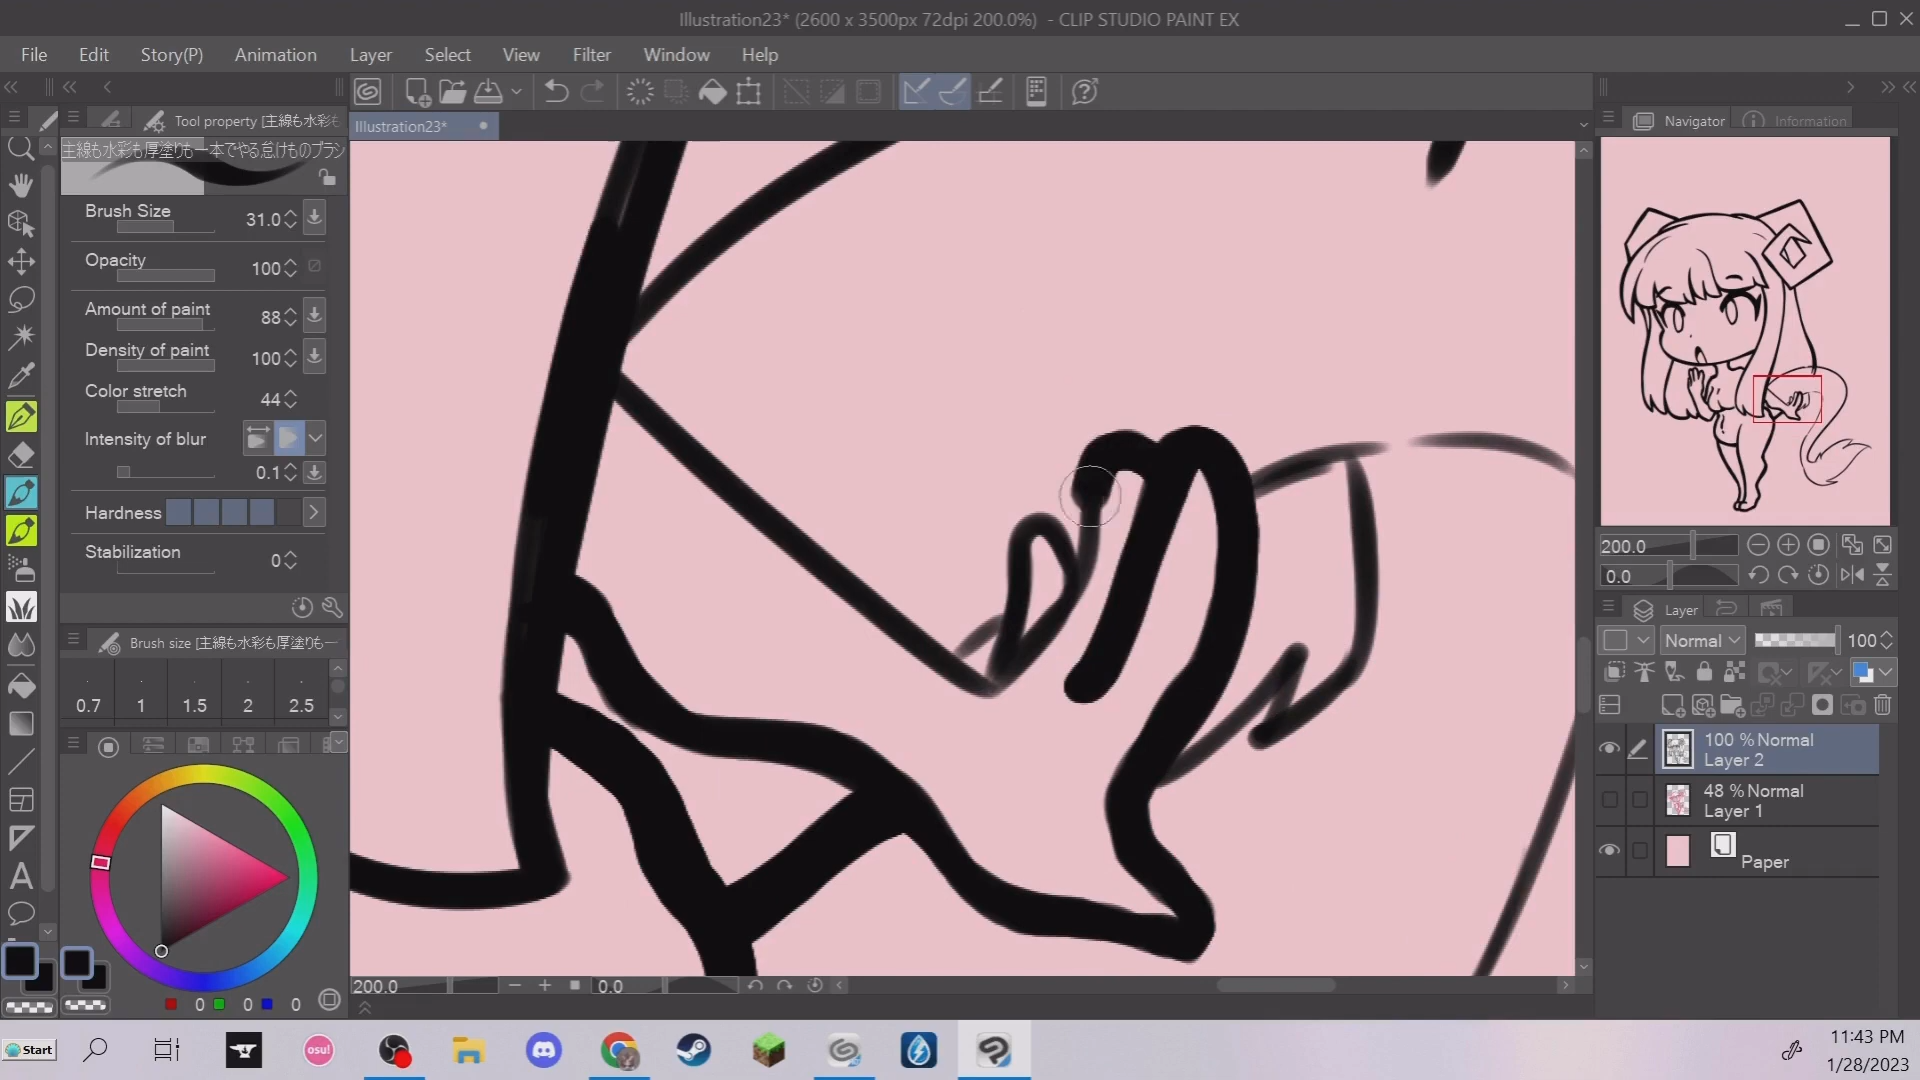 Illustration23* (2600 x 3500px 72dpi 200.0%) - CLIP STUDIO PAINT EX
File Edit Story(P) Animation Layer Select View Filter Window Help
Tool property [主線も水彩も
Illustration23*
Navigator Information
主線も水彩も厚塗りも一本でやる怠けものブラシ
Brush Size 31.0
Opacity 100
Amount of paint 88
Density of paint 100
Color stretch 44
Intensity of blur
0.1
Hardness
Stabilization 0
Brush size [主線も水彩も厚塗りも一
0.7 1 1.5 2 2.5
0 0 0
200.0 0.0
200.0
0.0
Layer
Normal 100
100 % Normal
Layer 2
48 % Normal
Layer 1
Paper
Start
osu!
11:43 PM
1/28/2023